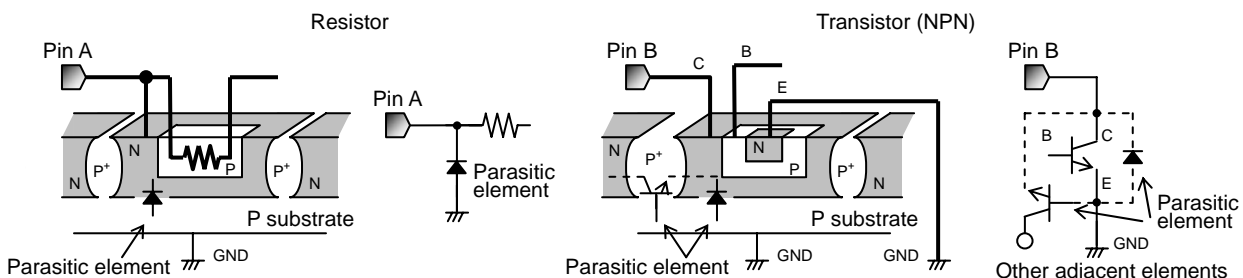 Resistor
Pin A
N
P+
N
P
P+
N
P substrate
Parasitic element
GND
Pin A
Parasitic
element
Transistor (NPN)
Pin B
C
B
E
N
P+
N
P
P+
N
P substrate
Parasitic element
GND
GND
Pin B
B
C
E
Parasitic
element
GND
Other adjacent elements